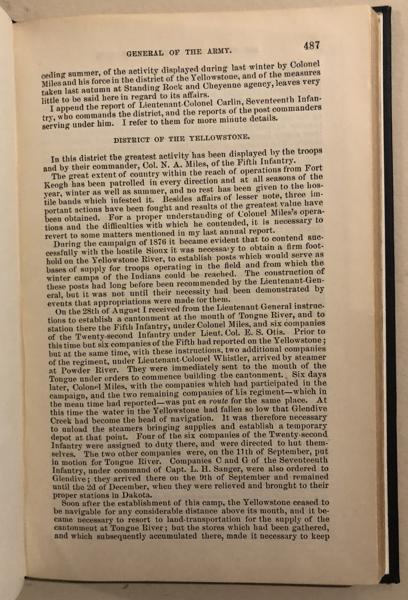 GENERAL OF THE ARMY. 487
ceding summer, of the activity displayed during last winter by Colonel
Miles and his force in the district of the Yellowstone, and of the measures
taken last autumn at Standing Rock and Cheyenne agency, leaves very
little to be said here in regard to its affairs.
I append the report of Lieutenant-Colonel Carlin, Seventeenth Infan-
try, who commands the district, and the reports of the post commanders
serving under him. I refer to them for more minute details.
DISTRICT OF THE YELLOWSTONE.
In this district the greatest activity has been displayed by the troops
and by their commander, Col. N. A. Miles, of the Fifth Infantry.
The great extent of country within the reach of operations from Fort
Keogh has been patrolled in every direction and at all seasons of the
year, winter as well as summer, and no rest has been given to the hos-
tile bands which infested it. Besides affairs of lesser note, three im-
portant actions have been fought and results of the greatest value have
been obtained. For a proper understanding of Colonel Miles's opera-
tions and the difficulties with which he contended, it is necessary to
revert to some matters mentioned in my last annual report.
During the campaign of 1876 it became evident that to contend suc-
cessfully with the hostile Sioux it was necessary to obtain a firm foot-
hold on the Yellowstone River, to establish posts which would serve as
bases of supply for troops operating in the field and from which the
winter camps of the Indians could be reached. The construction of
these posts had long before been recommended by the Lieutenant-Gen-
eral, but it was not until their necessity had been demonstrated by
events that appropriations were made for them.
On the 28th of August I received from the Lieutenant General instruc-
tions to establish a cantonment at the mouth of Tongue River, and to
station there the Fifth Infantry, under Colonel Miles, and six companies
of the Twenty-second Infantry under Lieut. Col. E. S. Otis. Prior to
this time but six companies of the Fifth had reported on the Yellowstone;
but at the same time, with these instructions, two additional companies
of the regiment, under Lieutenant-Colonel Whistler, arrived by steamer
at Powder River. They were immediately sent to the mouth of the
Tongue under orders to commence building the cantonment. Six days
later, Colonel Miles, with the companies which had participated in the
campaign, and the two remaining companies of his regiment—which in
the mean time had reported—was put en route for the same place. At
this time the water in the Yellowstone had fallen so low that Glendive
Creek had become the head of navigation. It was therefore necessary
to unload the steamers bringing supplies and establish a temporary
depot at that point. Four of the six companies of the Twenty-second
Infantry were assigned to duty there, and were directed to hut them-
selves. The two other companies were, on the 11th of September, put
in motion for Tongue River. Companies C and G of the Seventeenth
Infantry, under command of Capt. L. H. Sanger, were also ordered to
Glendive; they arrived there on the 9th of September and remained
until the 2d of December, when they were relieved and brought to their
proper stations in Dakota.
Soon after the establishment of this camp, the Yellowstone ceased to
be navigable for any considerable distance above its mouth, and it be-
came necessary to resort to land-transportation for the supply of the
cantonment at Tongue River; but the stores which had been gathered,
and which subsequently accumulated there, made it necessary to keep